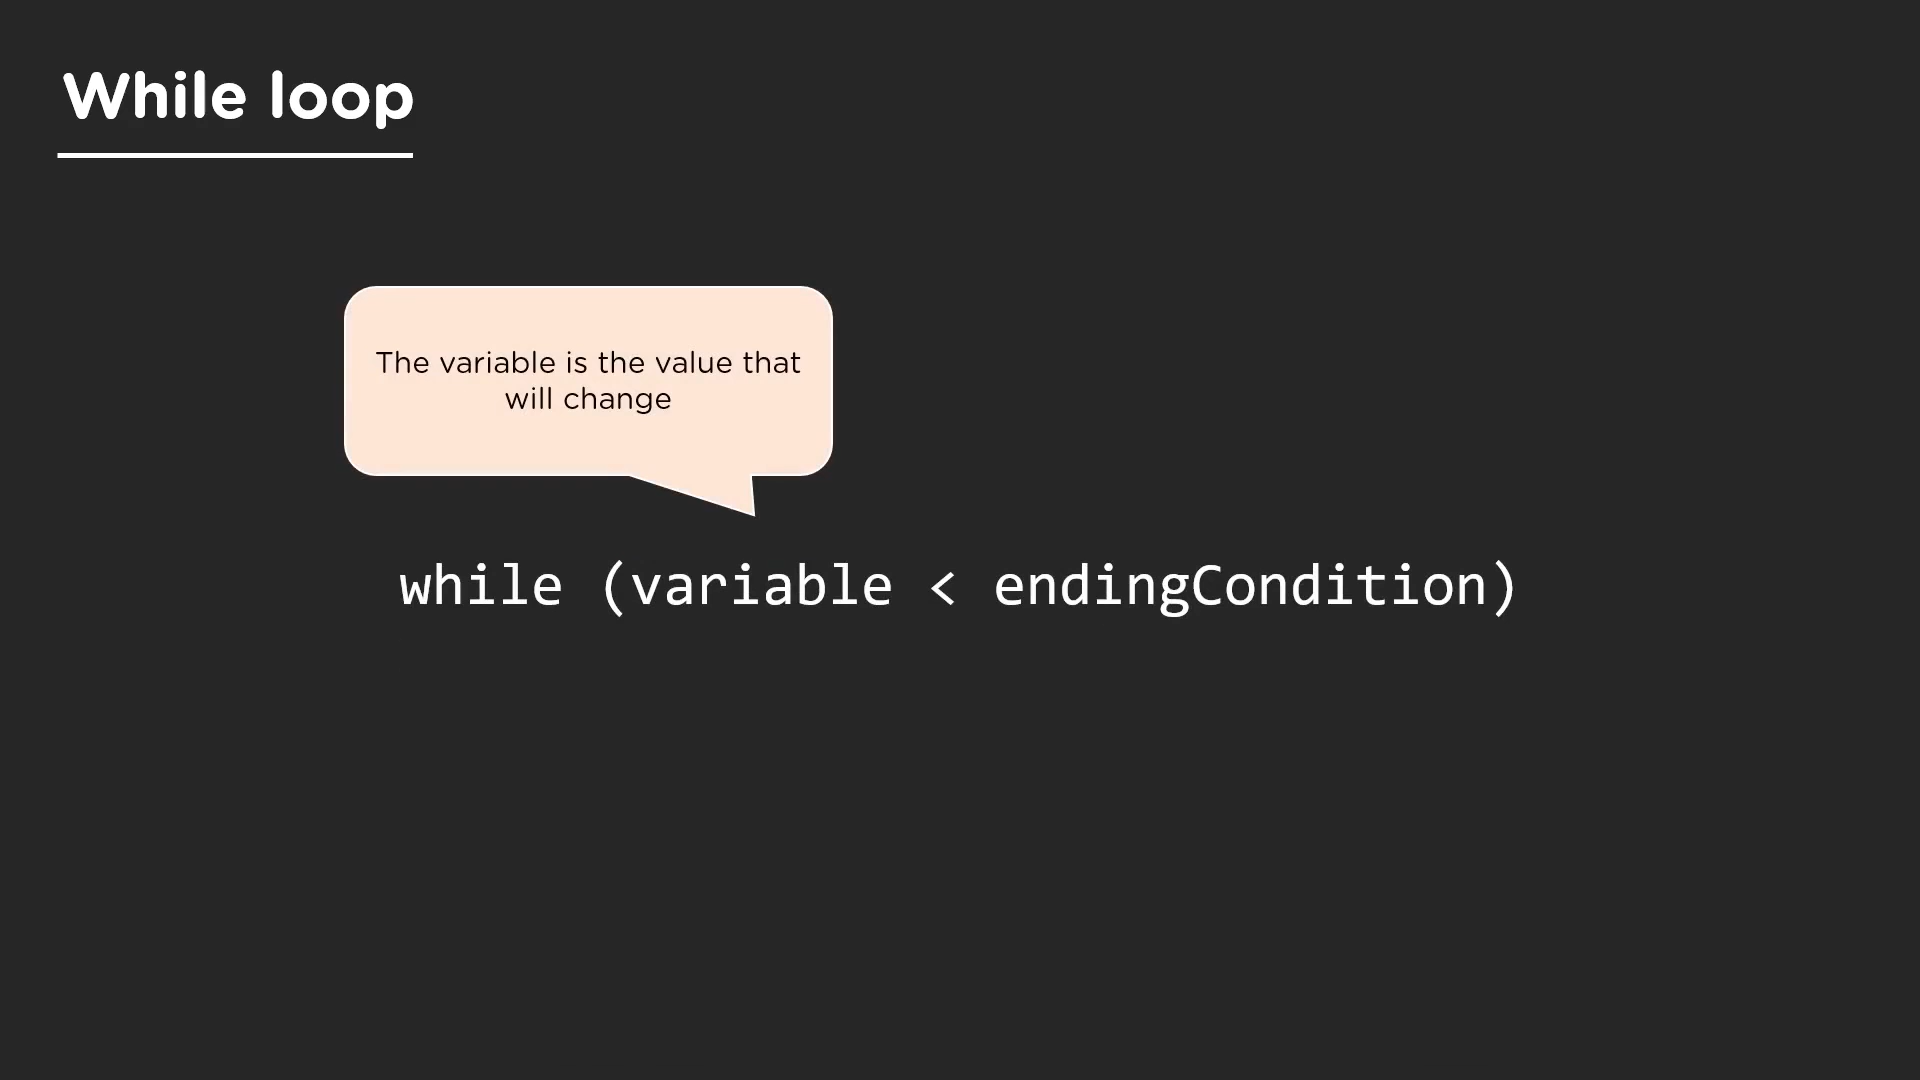 While loop
The variable is the value that
will change
while (variable < endingCondition)